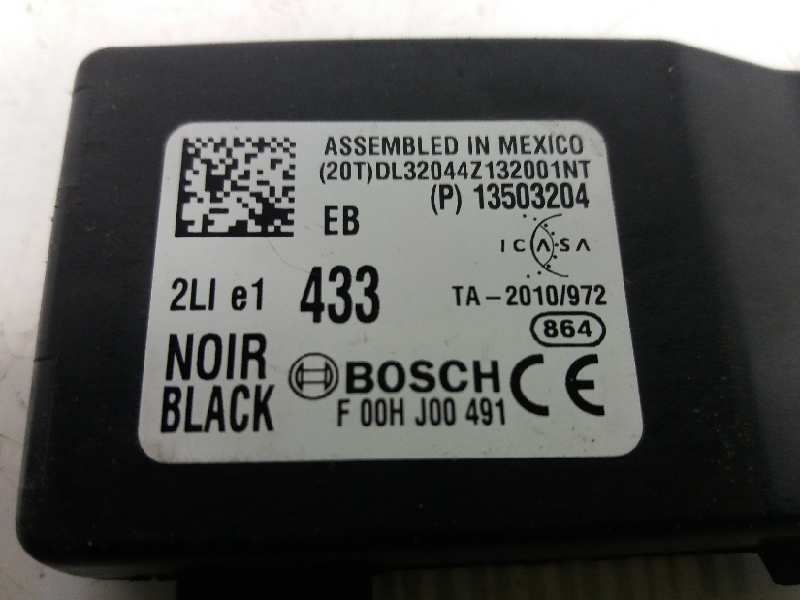 ASSEMBLED IN MEXICO
(20T)DL32044Z132001NT
(P) 13503204
EB
ICASA
2LI e1 433 TA-2010/972
864
NOIR
BLACK
BOSCH CE
F 00H J00 491